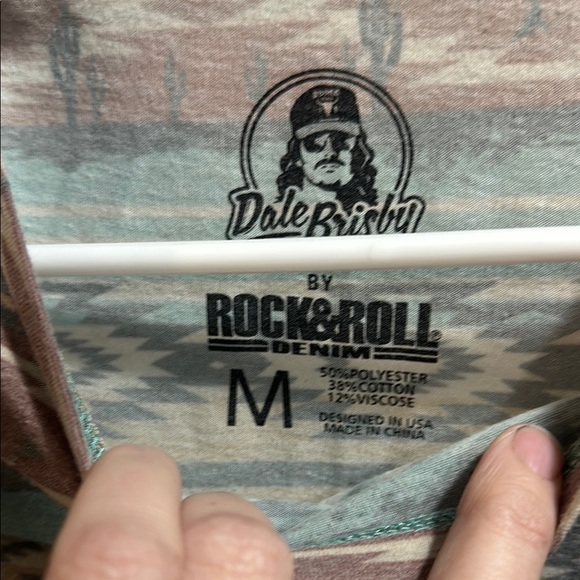 Dale Brisby
BY
ROCK&ROLL®
DENIM
M
50%POLYESTER
38%COTTON
12%VISCOSE
DESIGNED IN USA
MADE IN CHINA